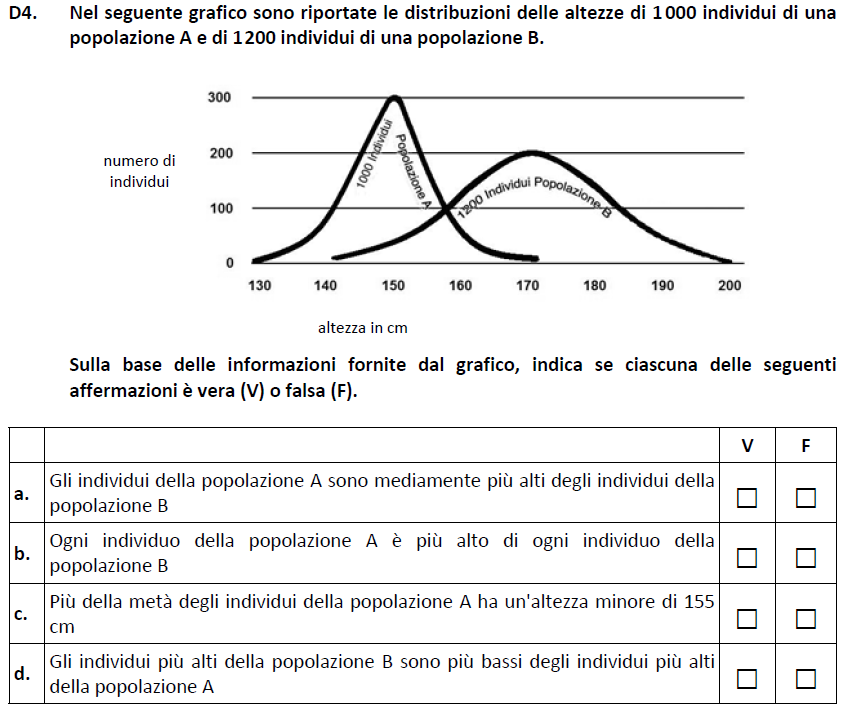 D4. Nel seguente grafico sono riportate le distribuzioni delle altezze di 1000 individui di una
popolazione A e di 1200 individui di una popolazione B.
300
200
100
0
numero di
individui
1000 Individui
Popolazione A
1200 Individui Popolazione B
130 140 150 160 170 180 190 200
altezza in cm
Sulla base delle informazioni fornite dal grafico, indica se ciascuna delle seguenti
affermazioni è vera (V) o falsa (F).
V F
a. Gli individui della popolazione A sono mediamente più alti degli individui della
popolazione B
b. Ogni individuo della popolazione A è più alto di ogni individuo della
popolazione B
c. Più della metà degli individui della popolazione A ha un'altezza minore di 155
cm
d. Gli individui più alti della popolazione B sono più bassi degli individui più alti
della popolazione A